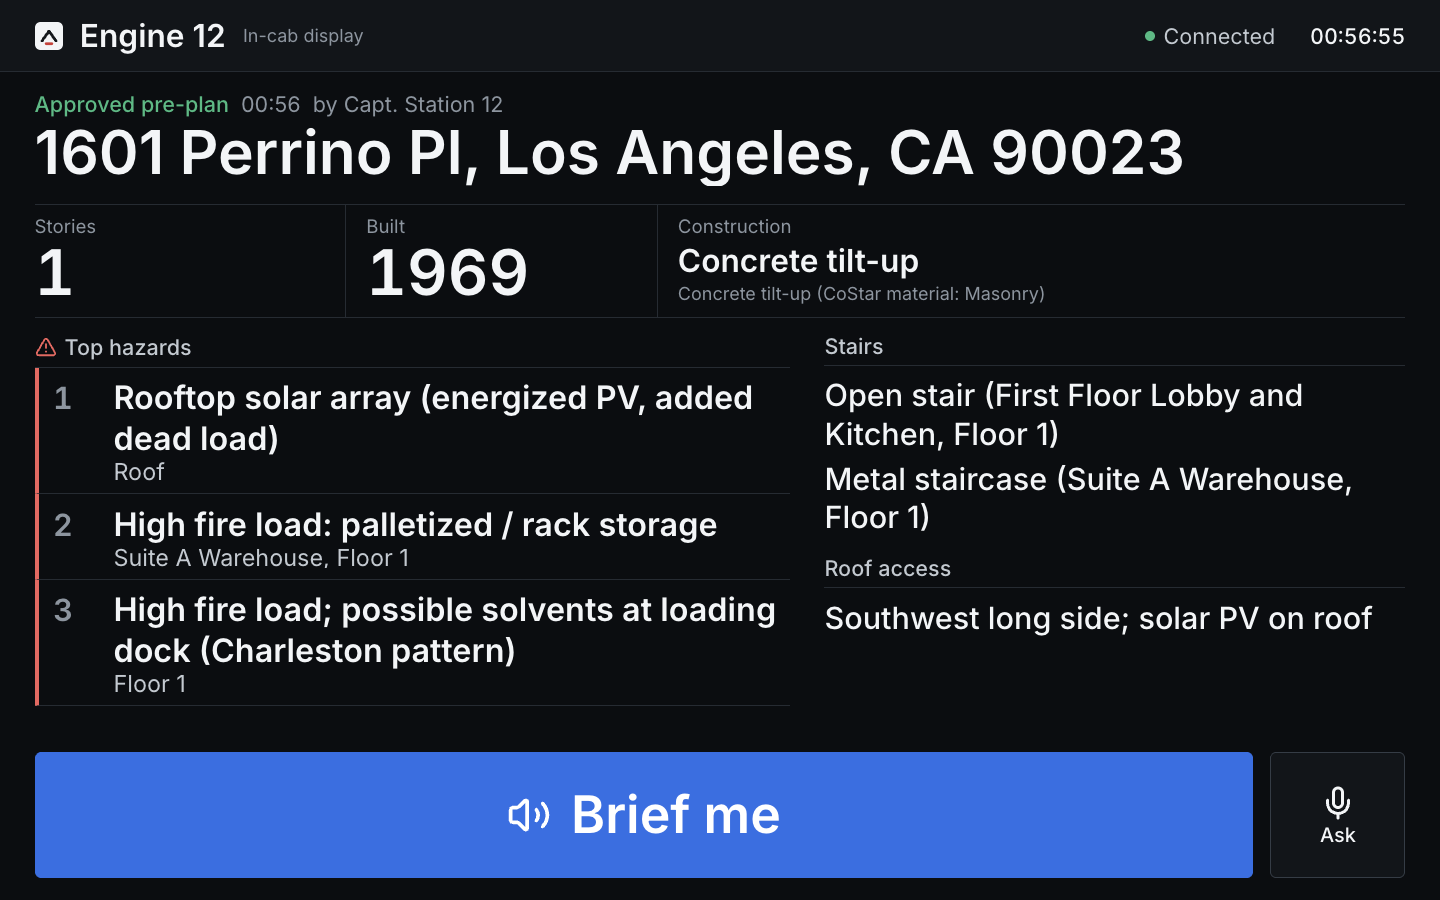 Engine 12 In-cab display
Connected 00:56:55
Approved pre-plan 00:56 by Capt. Station 12
1601 Perrino Pl, Los Angeles, CA 90023
Stories
1
Built
1969
Construction
Concrete tilt-up
Concrete tilt-up (CoStar material: Masonry)
Top hazards
1 Rooftop solar array (energized PV, added
dead load)
Roof
2 High fire load: palletized / rack storage
Suite A Warehouse, Floor 1
3 High fire load; possible solvents at loading
dock (Charleston pattern)
Floor 1
Stairs
Open stair (First Floor Lobby and
Kitchen, Floor 1)
Metal staircase (Suite A Warehouse,
Floor 1)
Roof access
Southwest long side; solar PV on roof
Brief me
Ask